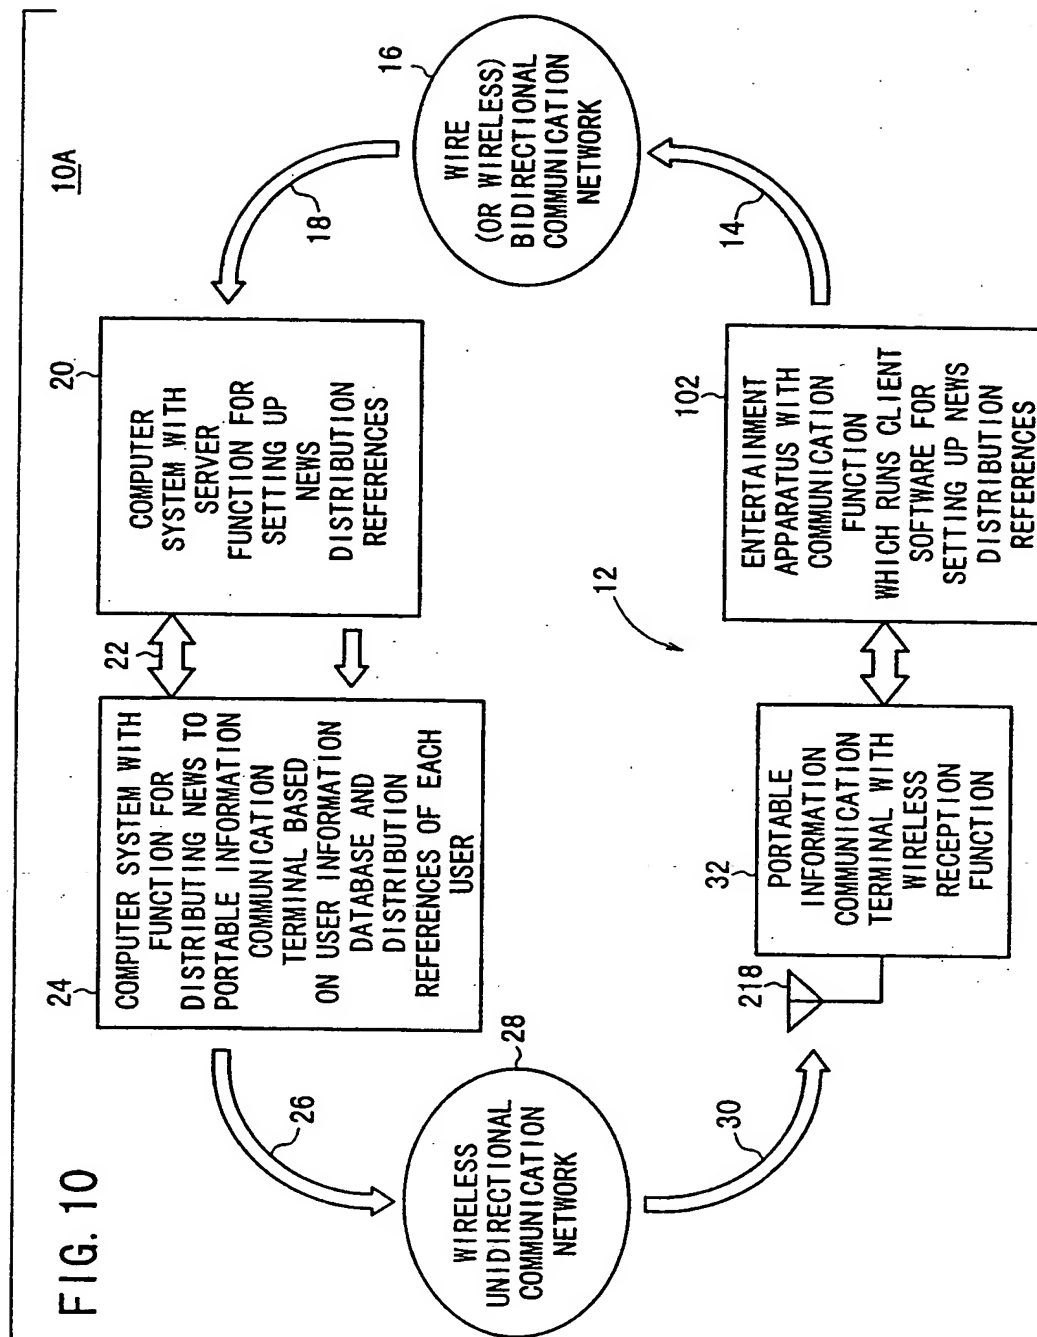 FIG. 10
10A
24
COMPUTER SYSTEM WITH
FUNCTION FOR
DISTRIBUTING NEWS TO
PORTABLE INFORMATION
COMMUNICATION
TERMINAL BASED
ON USER INFORMATION
DATABASE AND
DISTRIBUTION
REFERENCES OF EACH
USER
22
20
COMPUTER
SYSTEM WITH
SERVER
FUNCTION FOR
SETTING UP
NEWS
DISTRIBUTION
REFERENCES
18
16
WIRE
(OR WIRELESS)
BIDIRECTIONAL
COMMUNICATION
NETWORK
26
28
WIRELESS
UNIDIRECTIONAL
COMMUNICATION
NETWORK
30
12
14
218
32
PORTABLE
INFORMATION
COMMUNICATION
TERMINAL WITH
WIRELESS
RECEPTION
FUNCTION
102
ENTERTAINMENT
APPARATUS WITH
COMMUNICATION
FUNCTION
WHICH RUNS CLIENT
SOFTWARE FOR
SETTING UP NEWS
DISTRIBUTION
REFERENCES